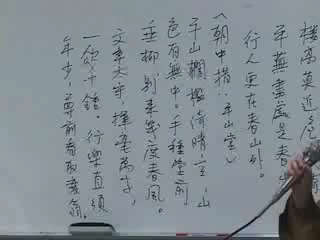 楼高莫近危
平蕪盡處是春山
行人更在春山外。
《朝中措·平山堂》
平山欄檻倚晴空，山
色有無中。手種堂前
垂柳，别來幾度春風。
文章太守，揮毫萬字，
一飲千鍾。行樂直須
年少，尊前看取衰翁。